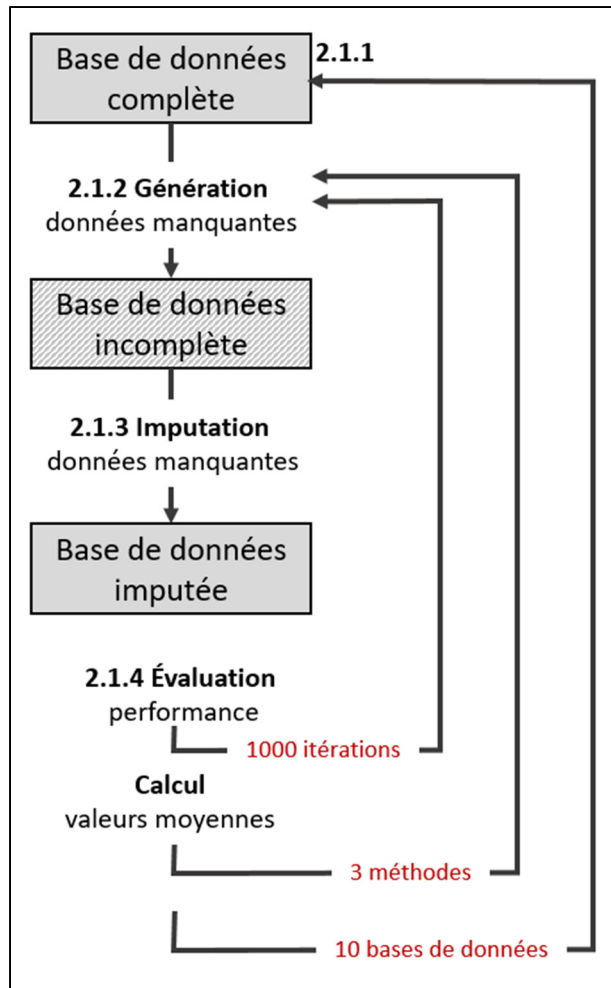 Base de données
complète
2.1.1
2.1.2 Génération
données manquantes
Base de données
incomplète
2.1.3 Imputation
données manquantes
Base de données
imputée
2.1.4 Évaluation
performance
1000 itérations
Calcul
valeurs moyennes
3 méthodes
10 bases de données